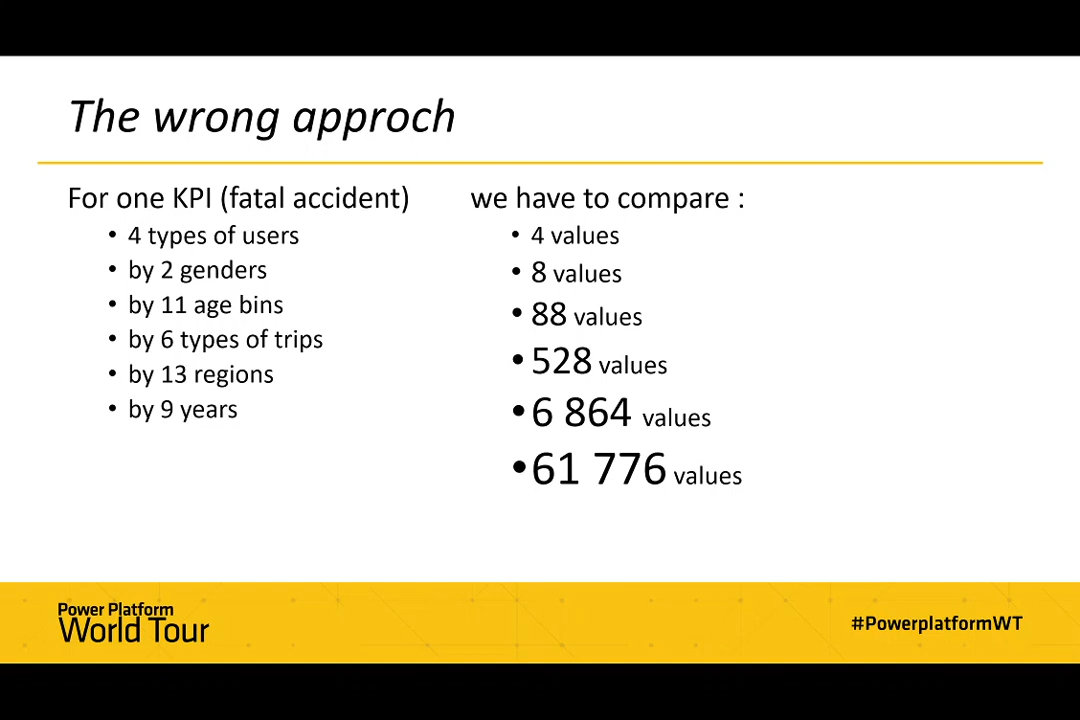 The wrong approch
For one KPI (fatal accident)
• 4 types of users
• by 2 genders
• by 11 age bins
• by 6 types of trips
• by 13 regions
• by 9 years
we have to compare :
• 4 values
• 8 values
• 88 values
• 528 values
• 6 864 values
• 61 776 values
Power Platform
World Tour
#PowerplatformWT